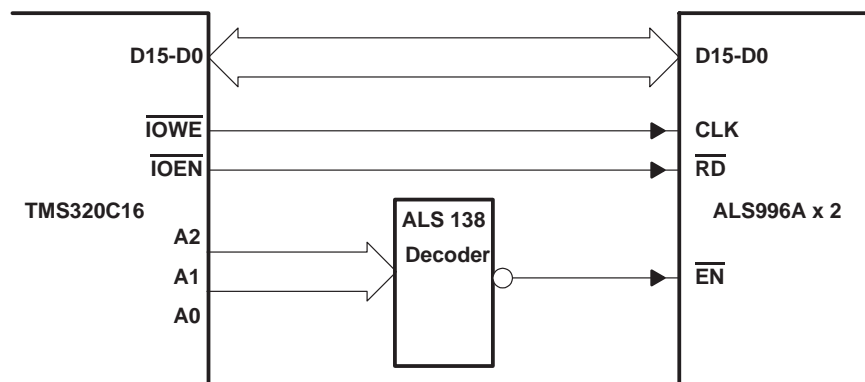 D15-D0
D15-D0
IOWE
CLK
IOEN
RD
TMS320C16
ALS 138
Decoder
ALS996A x 2
A2
A1
EN
A0